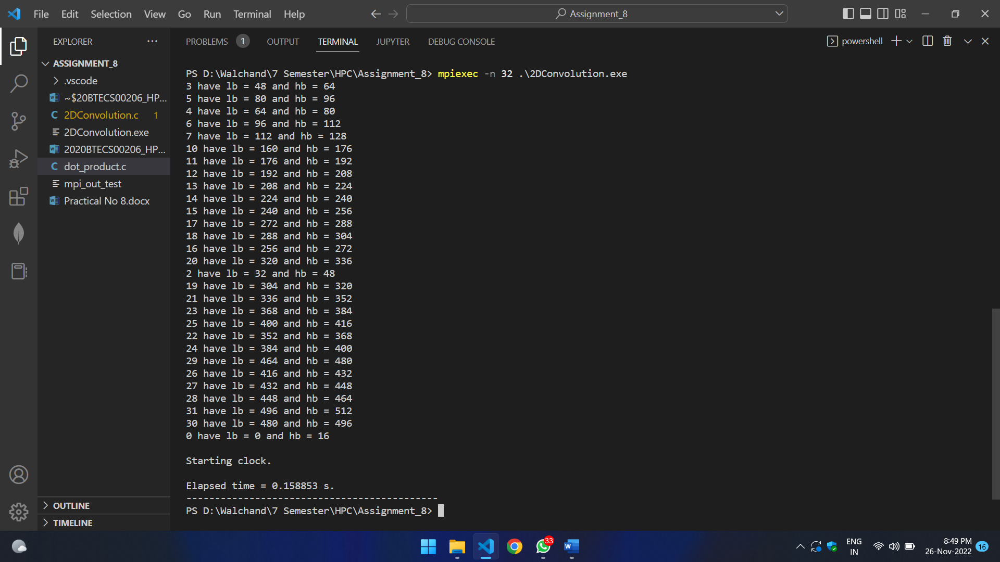 File Edit Selection View Go Run Terminal Help
Assignment_8
EXPLORER
ASSIGNMENT_8
.vscode
~$20BTECS00206_HP...
2DConvolution.c 1
2DConvolution.exe
2020BTECS00206_HP...
dot_product.c
mpi_out_test
Practical No 8.docx
OUTLINE
TIMELINE
PROBLEMS 1 OUTPUT TERMINAL JUPYTER DEBUG CONSOLE
powershell
PS D:\Walchand\7 Semester\HPC\Assignment_8> mpiexec -n 32 .\2DConvolution.exe
3 have lb = 48 and hb = 64
5 have lb = 80 and hb = 96
4 have lb = 64 and hb = 80
6 have lb = 96 and hb = 112
7 have lb = 112 and hb = 128
10 have lb = 160 and hb = 176
11 have lb = 176 and hb = 192
12 have lb = 192 and hb = 208
13 have lb = 208 and hb = 224
14 have lb = 224 and hb = 240
15 have lb = 240 and hb = 256
17 have lb = 272 and hb = 288
18 have lb = 288 and hb = 304
16 have lb = 256 and hb = 272
20 have lb = 320 and hb = 336
2 have lb = 32 and hb = 48
19 have lb = 304 and hb = 320
21 have lb = 336 and hb = 352
23 have lb = 368 and hb = 384
25 have lb = 400 and hb = 416
22 have lb = 352 and hb = 368
24 have lb = 384 and hb = 400
29 have lb = 464 and hb = 480
26 have lb = 416 and hb = 432
27 have lb = 432 and hb = 448
28 have lb = 448 and hb = 464
31 have lb = 496 and hb = 512
30 have lb = 480 and hb = 496
0 have lb = 0 and hb = 16
Starting clock.
Elapsed time = 0.158853 s.
--------------------------------------------
PS D:\Walchand\7 Semester\HPC\Assignment_8>
33
W
ENG
IN
8:49 PM
26-Nov-2022
16